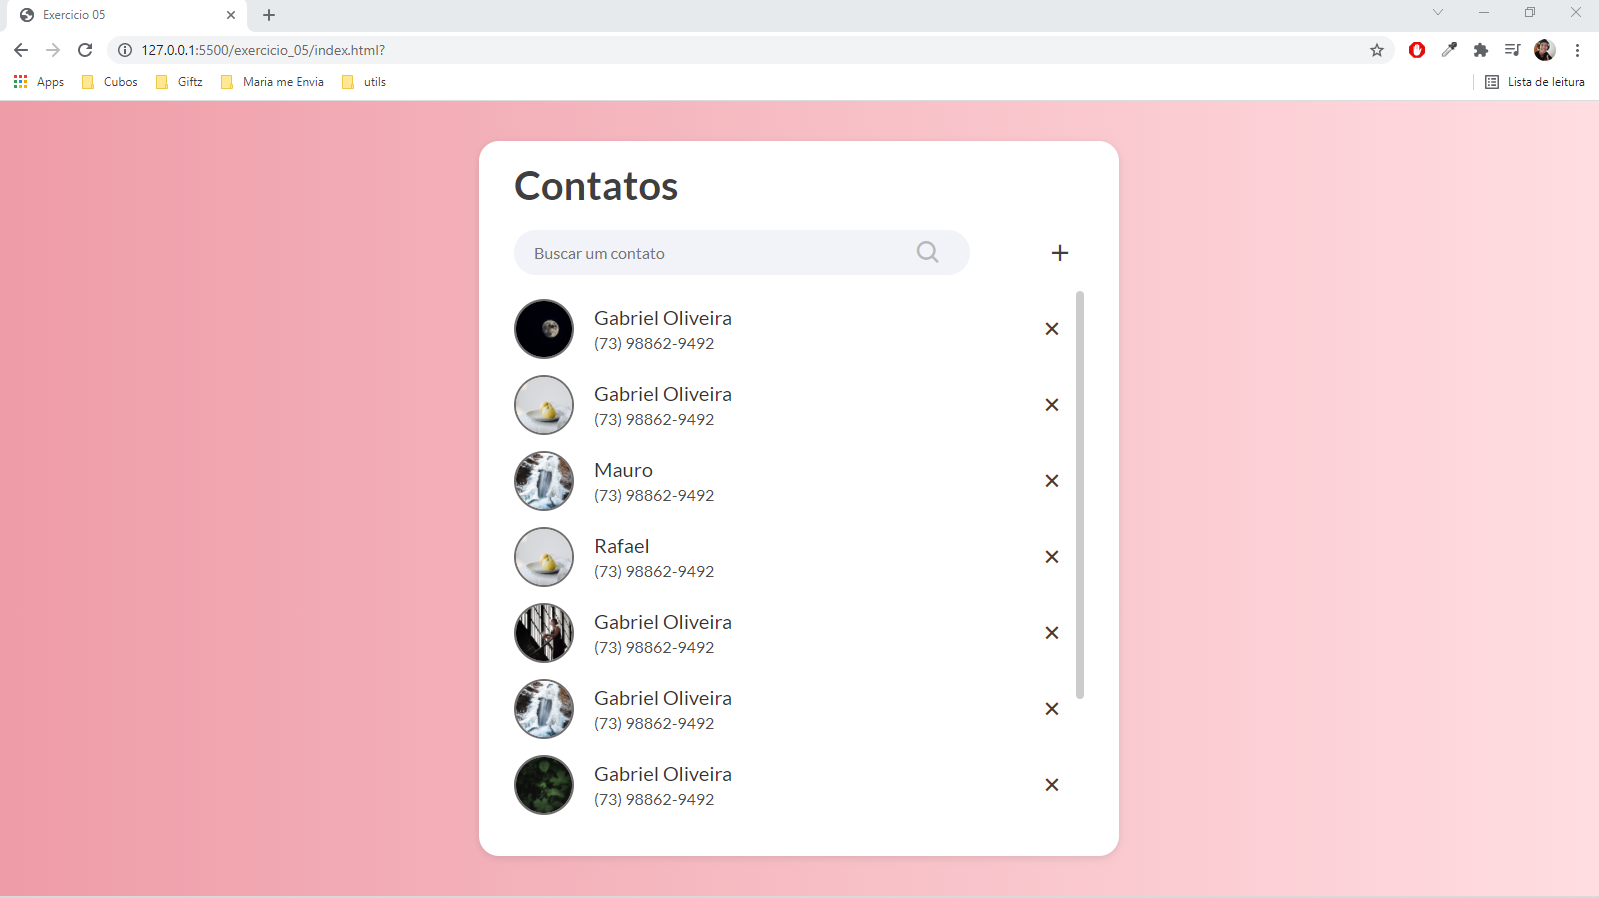 Exercicio 05
127.0.0.1:5500/exercicio_05/index.html?
Apps Cubos Giftz Maria me Envia utils Lista de leitura
Contatos
Buscar um contato
Gabriel Oliveira
(73) 98862-9492
Gabriel Oliveira
(73) 98862-9492
Mauro
(73) 98862-9492
Rafael
(73) 98862-9492
Gabriel Oliveira
(73) 98862-9492
Gabriel Oliveira
(73) 98862-9492
Gabriel Oliveira
(73) 98862-9492